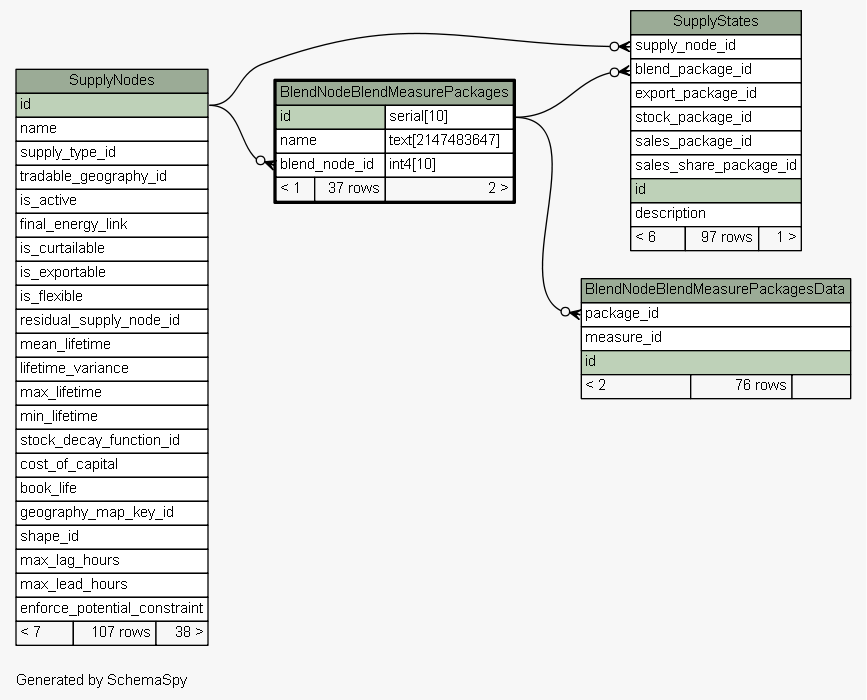 SupplyNodes
id
name
supply_type_id
tradable_geography_id
is_active
final_energy_link
is_curtailable
is_exportable
is_flexible
residual_supply_node_id
mean_lifetime
lifetime_variance
max_lifetime
min_lifetime
stock_decay_function_id
cost_of_capital
book_life
geography_map_key_id
shape_id
max_lag_hours
max_lead_hours
enforce_potential_constraint
< 7 107 rows 38 >
BlendNodeBlendMeasurePackages
id serial[10]
name text[2147483647]
blend_node_id int4[10]
< 1 37 rows 2 >
SupplyStates
supply_node_id
blend_package_id
export_package_id
stock_package_id
sales_package_id
sales_share_package_id
id
description
< 6 97 rows 1 >
BlendNodeBlendMeasurePackagesData
package_id
measure_id
id
< 2 76 rows
Generated by SchemaSpy